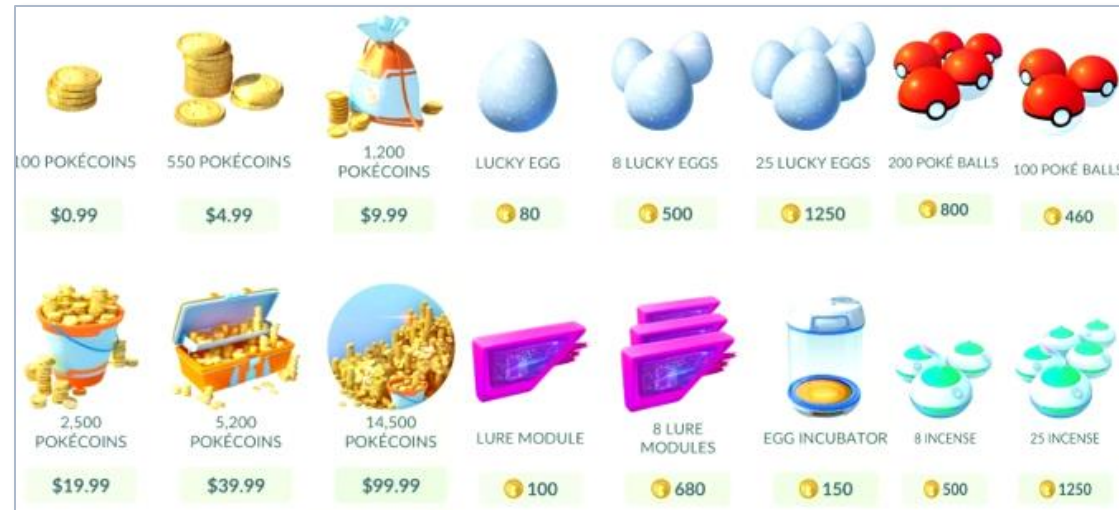 100 POKÉCOINS
550 POKÉCOINS
1,200
POKÉCOINS
LUCKY EGG
8 LUCKY EGGS
25 LUCKY EGGS
200 POKÉ BALLS
100 POKÉ BALLS
$0.99
$4.99
$9.99
80
500
1250
800
460
2,500
POKÉCOINS
5,200
POKÉCOINS
14,500
POKÉCOINS
LURE MODULE
8 LURE
MODULES
EGG INCUBATOR
8 INCENSE
25 INCENSE
$19.99
$39.99
$99.99
100
680
150
500
1250